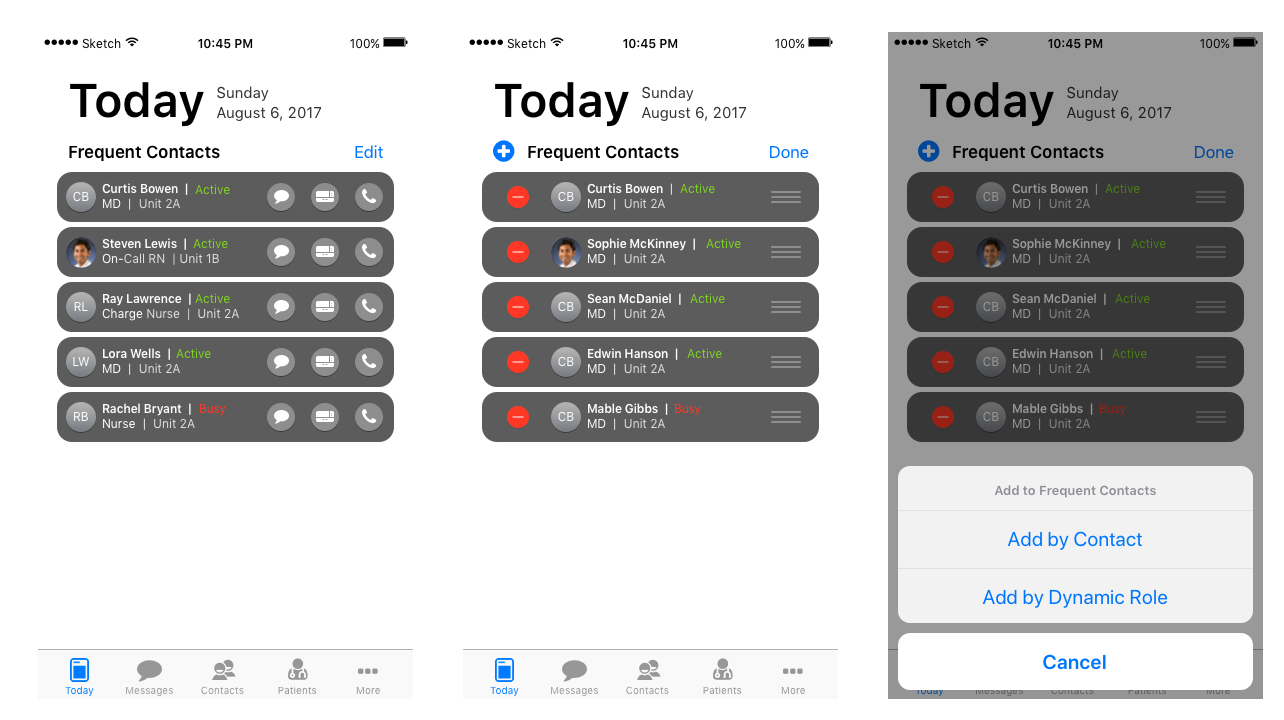 Sketch 10:45 PM 100%
Today
Sunday
August 6, 2017
Frequent Contacts Edit
CB Curtis Bowen | Active
MD | Unit 2A
Steven Lewis | Active
On-Call RN | Unit 1B
RL Ray Lawrence | Active
Charge Nurse | Unit 2A
LW Lora Wells | Active
MD | Unit 2A
RB Rachel Bryant | Busy
Nurse | Unit 2A
Today Messages Contacts Patients More
Sketch 10:45 PM 100%
Today
Sunday
August 6, 2017
Frequent Contacts Done
CB Curtis Bowen | Active
MD | Unit 2A
Sophie McKinney | Active
MD | Unit 2A
CB Sean McDaniel | Active
MD | Unit 2A
CB Edwin Hanson | Active
MD | Unit 2A
CB Mable Gibbs | Busy
MD | Unit 2A
Today Messages Contacts Patients More
Sketch 10:45 PM 100%
Today
Sunday
August 6, 2017
Frequent Contacts Done
CB Curtis Bowen | Active
MD | Unit 2A
Sophie McKinney | Active
MD | Unit 2A
CB Sean McDaniel | Active
MD | Unit 2A
CB Edwin Hanson | Active
MD | Unit 2A
CB Mable Gibbs | Busy
MD | Unit 2A
Add to Frequent Contacts
Add by Contact
Add by Dynamic Role
Cancel
Today Messages Contacts Patients More